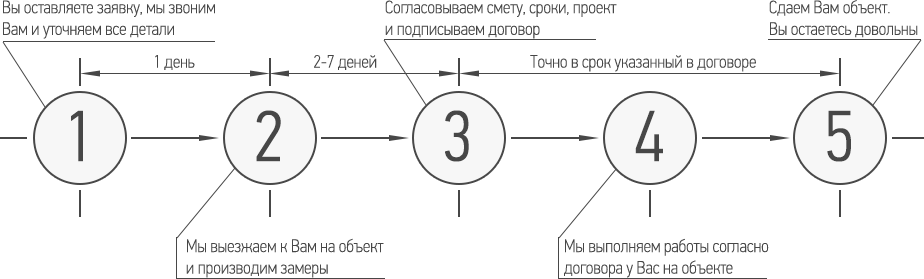 Вы оставляете заявку, мы звоним
Вам и уточняем все детали
Согласовываем смету, сроки, проект
и подписываем договор
Сдаем Вам объект.
Вы остаетесь довольны
1 день
2-7 деней
Точно в срок указанный в договоре
1
2
3
4
5
Мы выезжаем к Вам на объект
и производим замеры
Мы выполняем работы согласно
договора у Вас на объекте